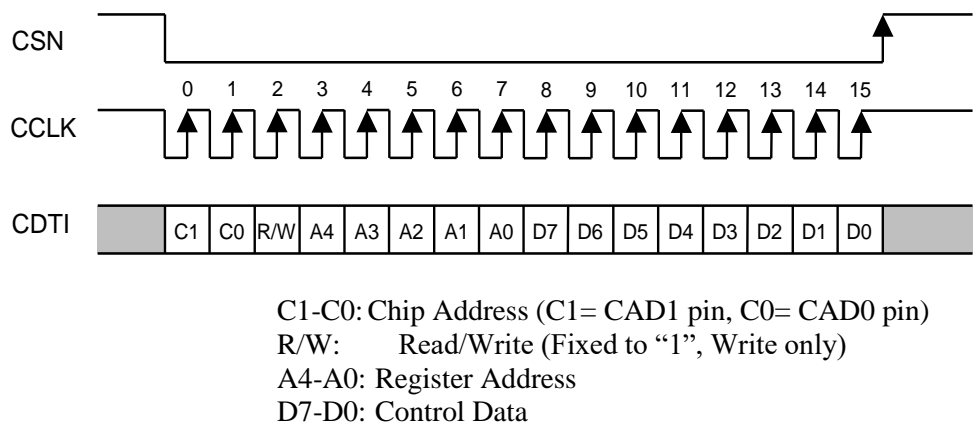 CSN
0 1 2 3 4 5 6 7 8 9 10 11 12 13 14 15
CCLK
CDTI
C1 C0 R/W A4 A3 A2 A1 A0 D7 D6 D5 D4 D3 D2 D1 D0
C1-C0: Chip Address (C1= CAD1 pin, C0= CAD0 pin)
R/W: Read/Write (Fixed to “1”, Write only)
A4-A0: Register Address
D7-D0: Control Data